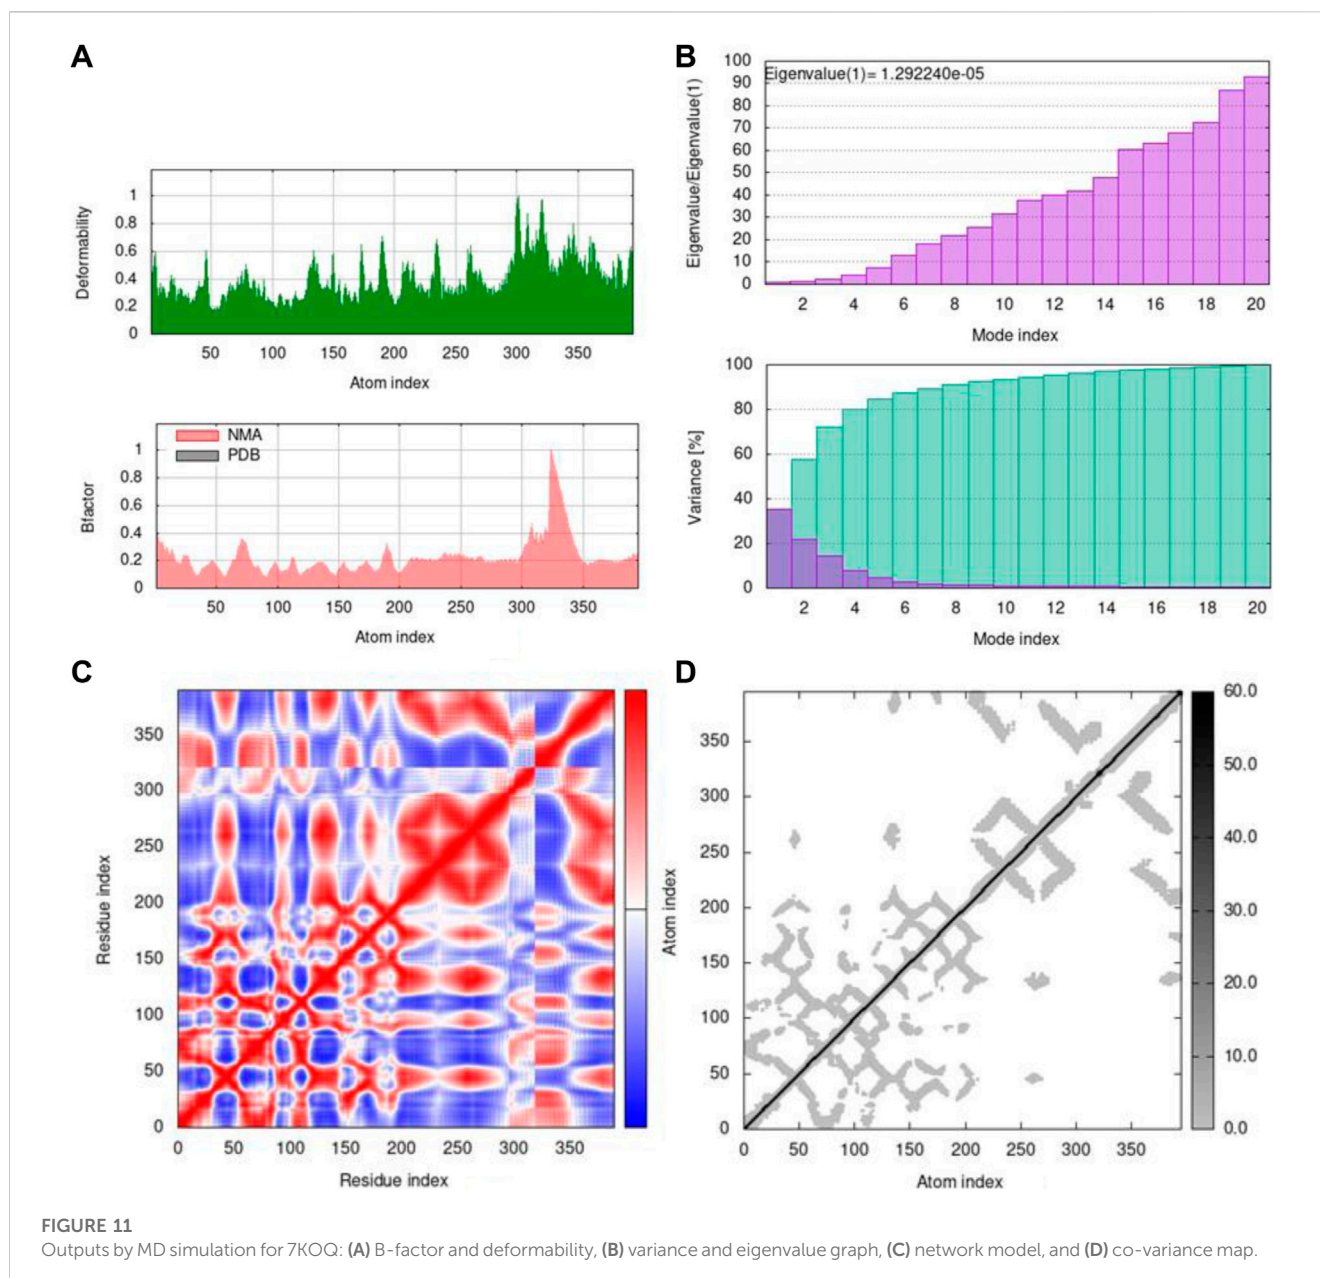 A
1
0.8
0.6
0.4
0.2
0
Deformability
50 100 150 200 250 300 350
Atom index
NMA
PDB
1
0.8
0.6
0.4
0.2
0
Bfactor
50 100 150 200 250 300 350
Atom index
B
Eigenvalue(1)= 1.292240e-05
100
90
80
70
60
50
40
30
20
10
0
Eigenvalue/Eigenvalue(1)
2 4 6 8 10 12 14 16 18 20
Mode index
100
80
60
40
20
0
Variance [%]
2 4 6 8 10 12 14 16 18 20
Mode index
C
350
300
250
200
150
100
50
0
Residue index
0 50 100 150 200 250 300 350
Residue index
D
350
300
250
200
150
100
50
0
Atom index
0 50 100 150 200 250 300 350
Atom index
60.0
50.0
40.0
30.0
20.0
10.0
0.0
FIGURE 11
Outputs by MD simulation for 7KOQ: (A) B-factor and deformability, (B) variance and eigenvalue graph, (C) network model, and (D) co-variance map.